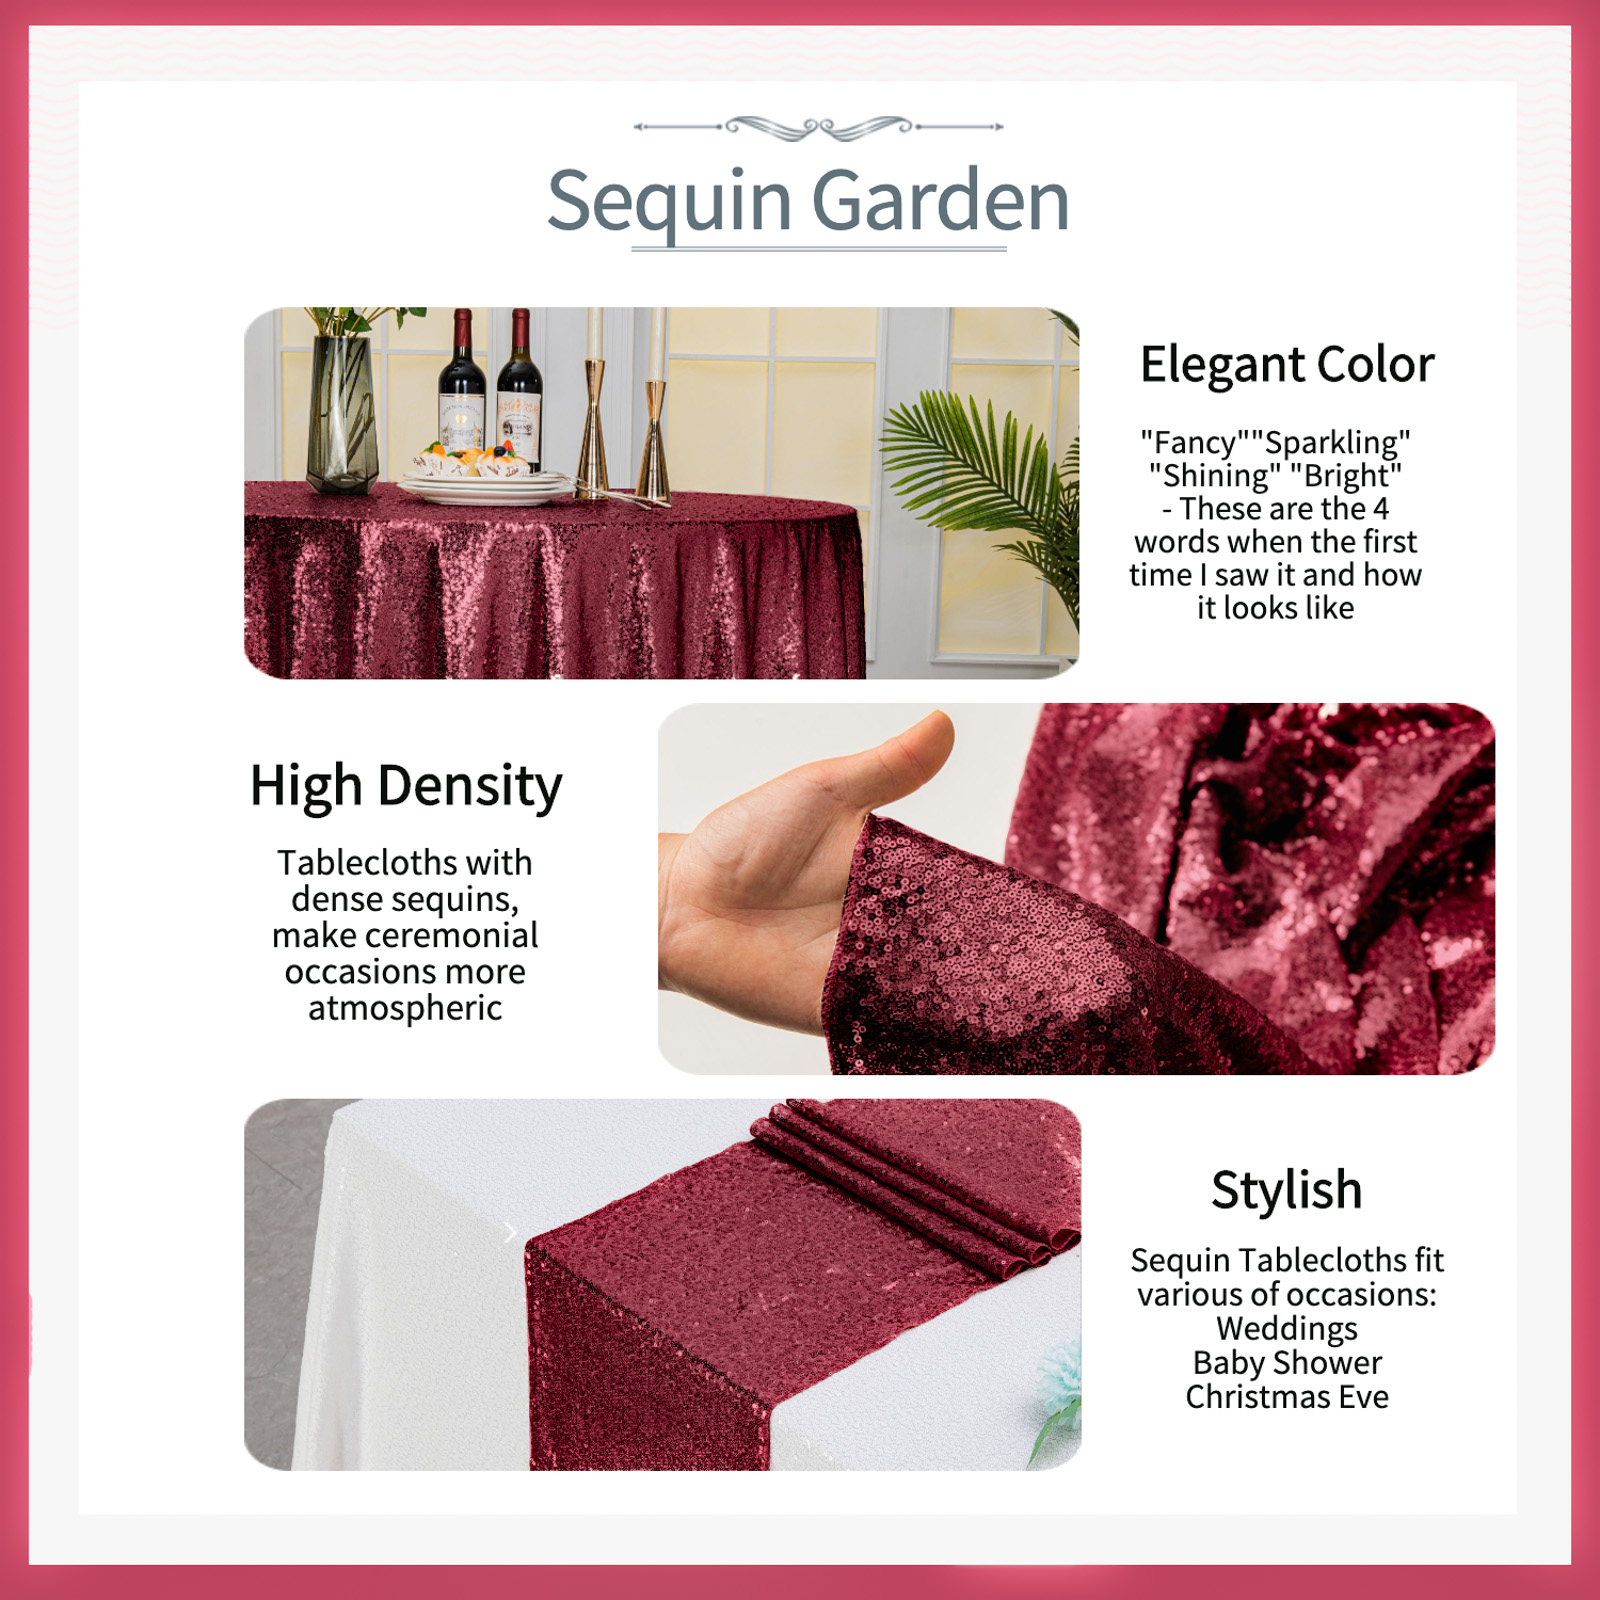 Sequin Garden
Elegant Color
"Fancy""Sparkling"
"Shining" "Bright"
- These are the 4
words when the first
time I saw it and how
it looks like
High Density
Tablecloths with
dense sequins,
make ceremonial
occasions more
atmospheric
Stylish
Sequin Tablecloths fit
various of occasions:
Weddings
Baby Shower
Christmas Eve